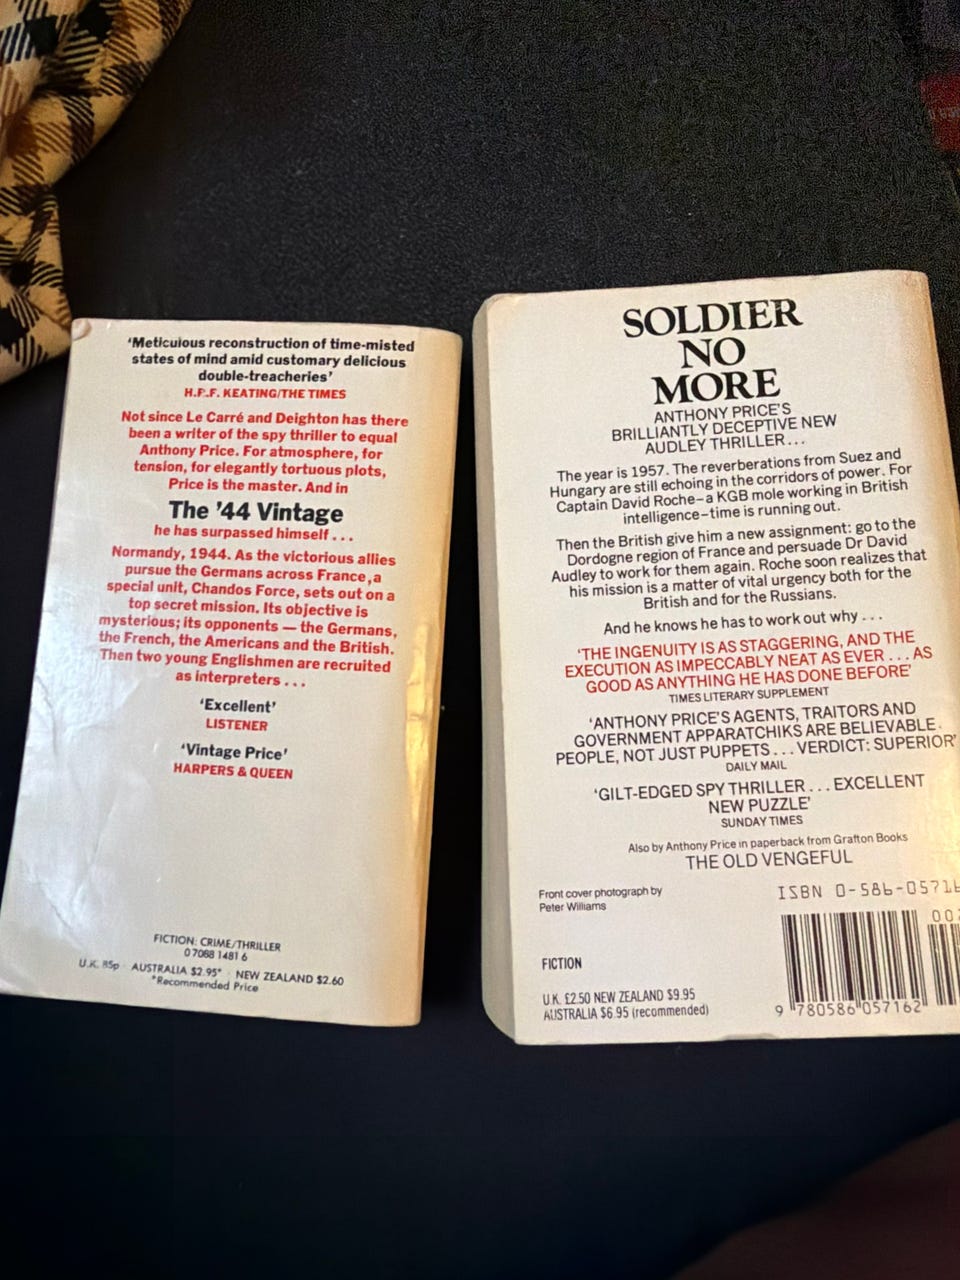 'Meticulous reconstruction of time-misted
states of mind amid customary delicious
double-treacheries'
H.R.F. KEATING/THE TIMES
Not since Le Carré and Deighton has there
been a writer of the spy thriller to equal
Anthony Price. For atmosphere, for
tension, for elegantly tortuous plots,
Price is the master. And in
The '44 Vintage
he has surpassed himself . . .
Normandy, 1944. As the victorious allies
pursue the Germans across France, a
special unit, Chandos Force, sets out on a
top secret mission. Its objective is
mysterious; its opponents — the Germans,
the French, the Americans and the British.
Then two young Englishmen are recruited
as interpreters . . .
'Excellent'
LISTENER
'Vintage Price'
HARPERS & QUEEN
FICTION: CRIME/THRILLER
0 7088 1481 6
U.K. 85p AUSTRALIA $2.95* NEW ZEALAND $2.60
*Recommended Price
SOLDIER
NO
MORE
ANTHONY PRICE'S
BRILLIANTLY DECEPTIVE NEW
AUDLEY THRILLER . . .
The year is 1957. The reverberations from Suez and
Hungary are still echoing in the corridors of power. For
Captain David Roche–a KGB mole working in British
intelligence–time is running out.
Then the British give him a new assignment: go to the
Dordogne region of France and persuade Dr David
Audley to work for them again. Roche soon realizes that
his mission is a matter of vital urgency both for the
British and for the Russians.
And he knows he has to work out why . . .
'THE INGENUITY IS AS STAGGERING, AND THE
EXECUTION AS IMPECCABLY NEAT AS EVER . . . AS
GOOD AS ANYTHING HE HAS DONE BEFORE'
TIMES LITERARY SUPPLEMENT
'ANTHONY PRICE'S AGENTS, TRAITORS AND
GOVERNMENT APPARATCHIKS ARE BELIEVABLE
PEOPLE, NOT JUST PUPPETS . . . VERDICT: SUPERIOR'
DAILY MAIL
'GILT-EDGED SPY THRILLER . . . EXCELLENT
NEW PUZZLE'
SUNDAY TIMES
Also by Anthony Price in paperback from Grafton Books
THE OLD VENGEFUL
Front cover photograph by
Peter Williams
ISBN 0-586-05716
002
FICTION
U.K. £2.50 NEW ZEALAND $9.95
AUSTRALIA $6.95 (recommended)
9 780586 057162